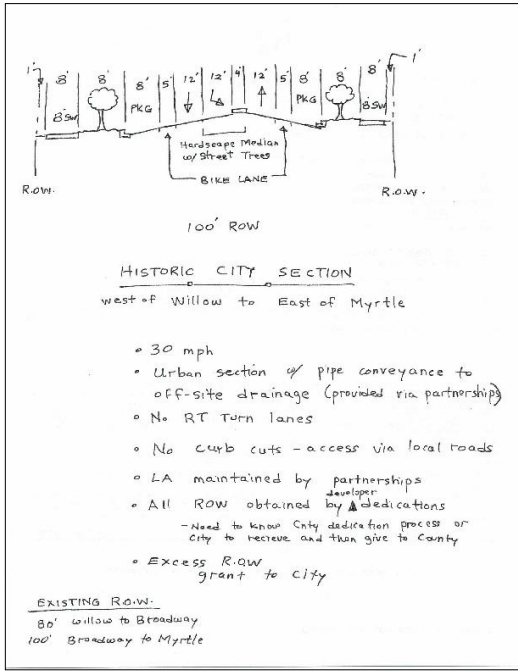 1' 8' 8' 8' 5' 12' 12' 4' 12' 5' 8' 8' 8' 1'
8'SW PKG PKG 8'SW
Hardscape Median
w/ Street Trees
BIKE LANE
R.O.W. R.O.W.
100' ROW
HISTORIC CITY SECTION
west of Willow to East of Myrtle
• 30 mph
• Urban section w/ pipe conveyance to
off-site drainage (provided via partnerships)
• No RT Turn lanes
• No curb cuts - access via local roads
• LA maintained by partnerships
developer
• All ROW obtained by dedications
- Need to know Cnty dedication process or
City to recieve and then give to County
• Excess R.O.W
grant to City
EXISTING R.O.W.
80' Willow to Broadway
100' Broadway to Myrtle